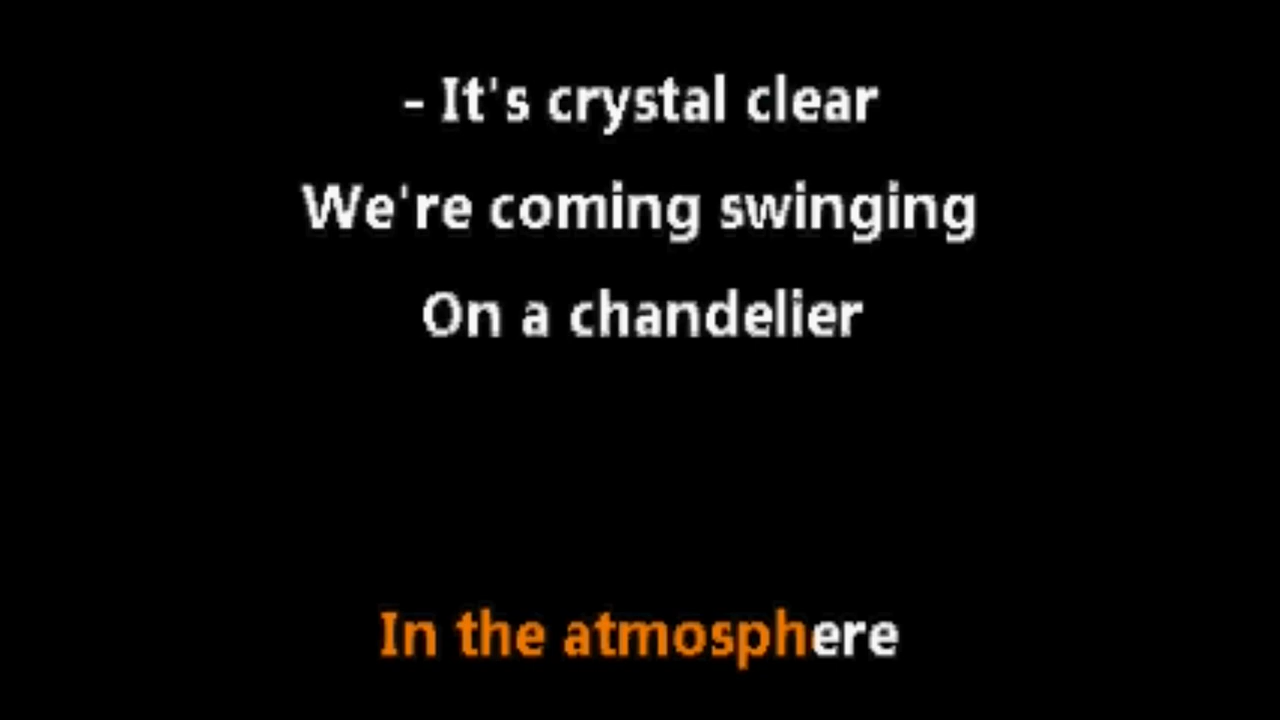 - It's crystal clear
We're coming swinging
On a chandelier
In the atmosphere